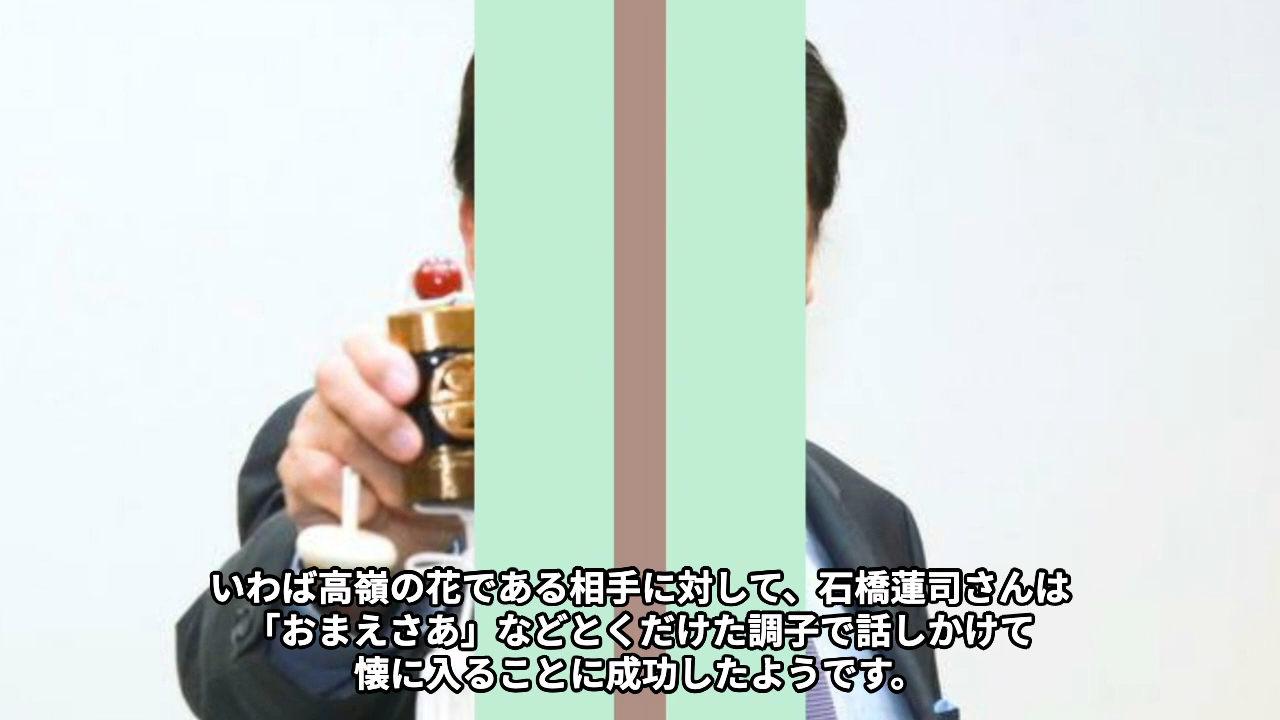 いわば高嶺の花である相手に対して、石橋蓮司さんは
「おまえさあ」などとくだけた調子で話しかけて
懐に入ることに成功したようです。